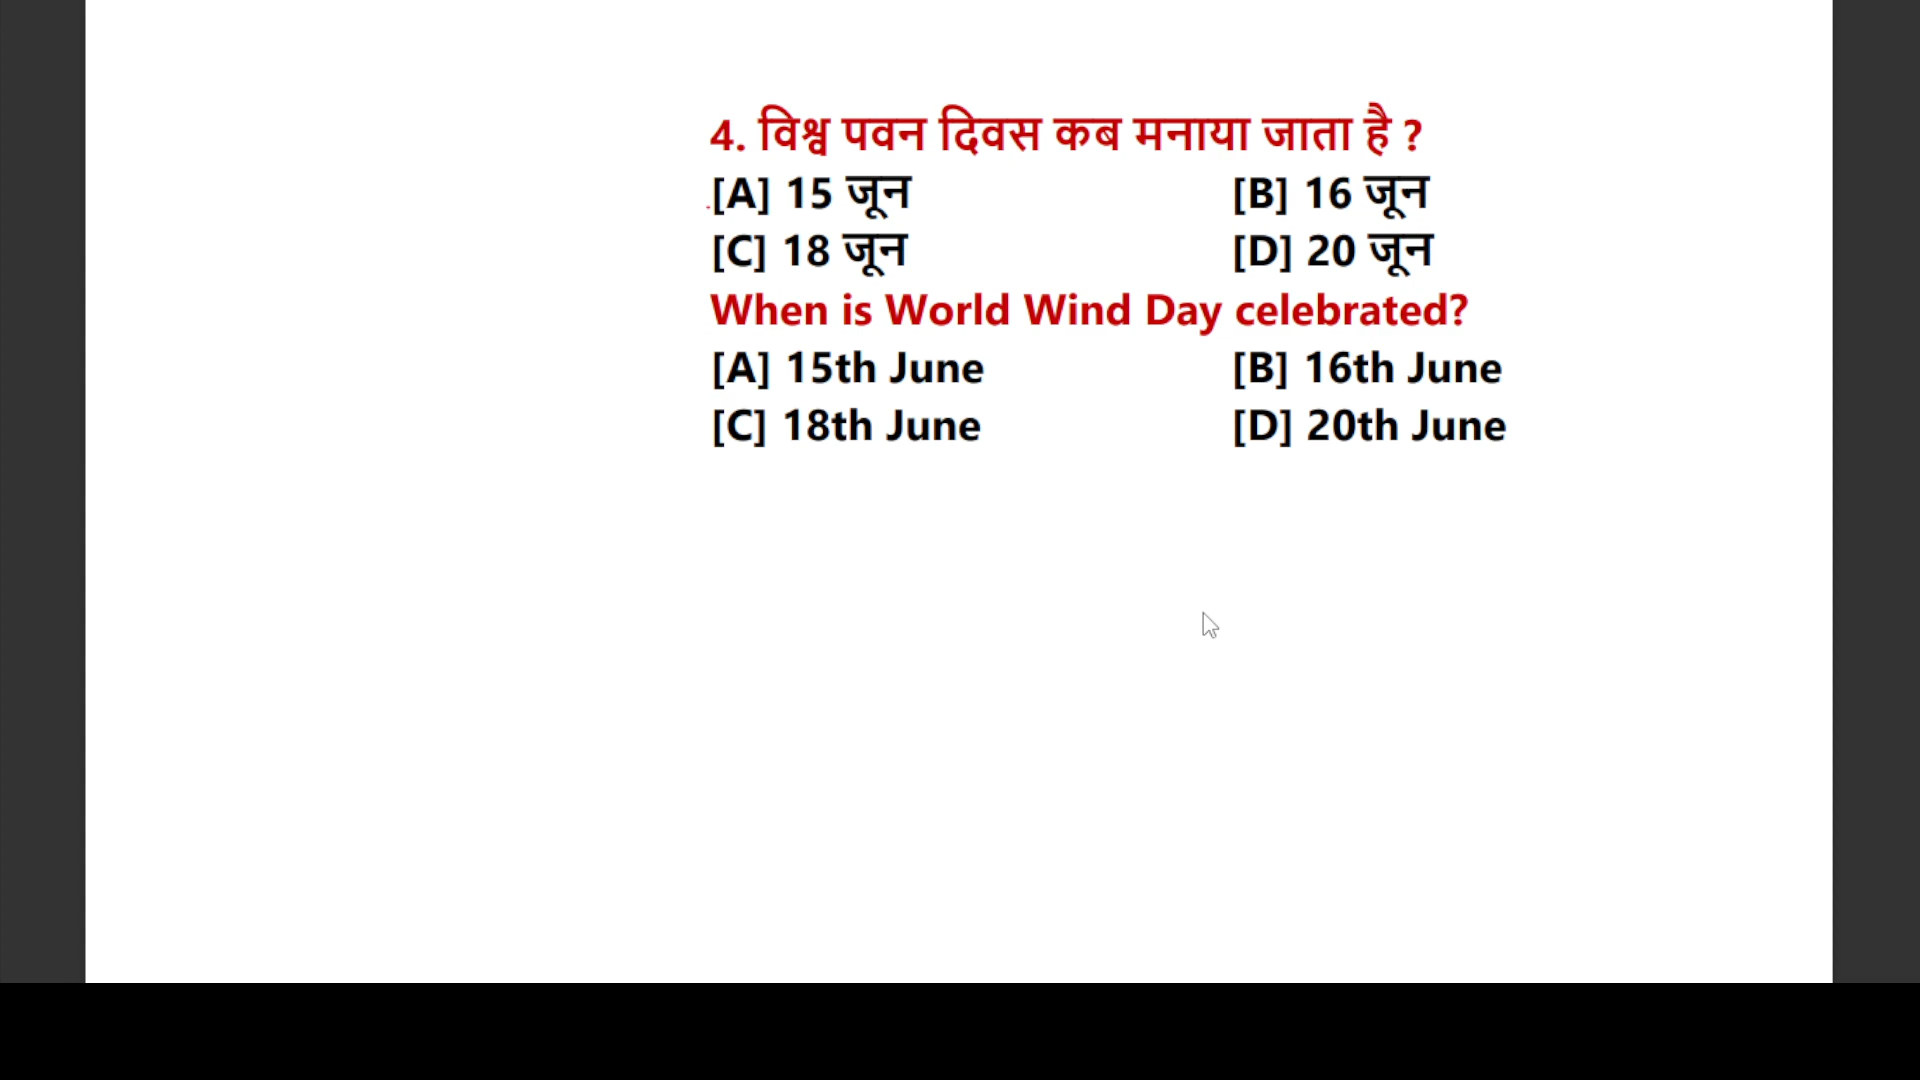 4. विश्व पवन दिवस कब मनाया जाता है ?
[A] 15 जून [B] 16 जून
[C] 18 जून [D] 20 जून
When is World Wind Day celebrated?
[A] 15th June [B] 16th June
[C] 18th June [D] 20th June